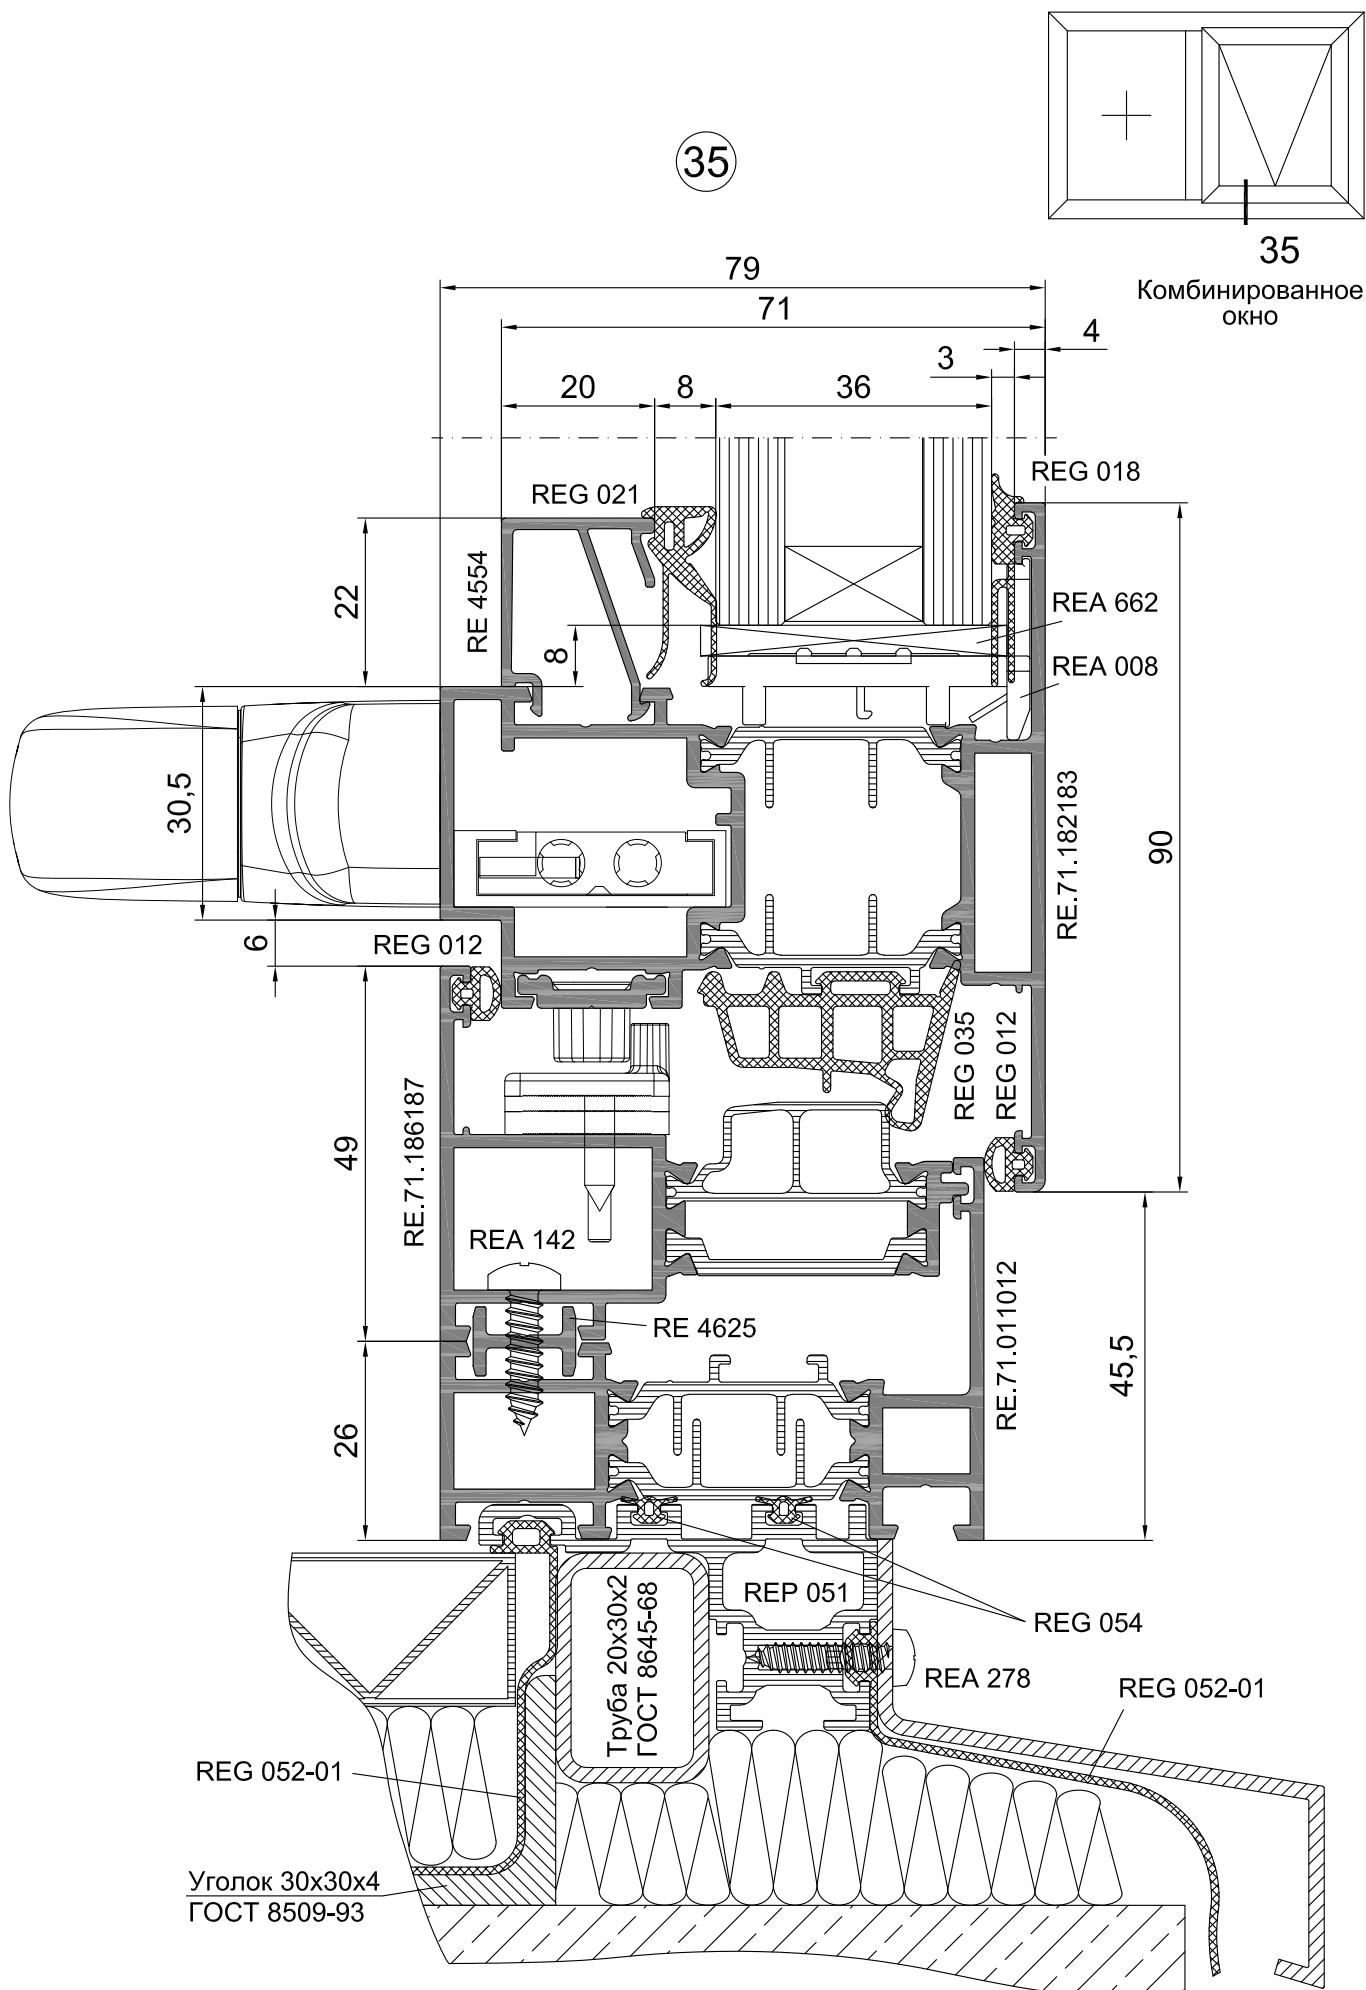 35
35
Комбинированное
окно
79
71
4
3
20
8
36
REG 018
REG 021
RE 4554
22
REA 662
8
REA 008
30,5
RE.71.182183
90
6
REG 012
REG 035
REG 012
RE.71.186187
49
REA 142
RE.71.011012
RE 4625
45,5
26
Труба 20х30х2
ГОСТ 8645-68
REP 051
REG 054
REA 278
REG 052-01
REG 052-01
Уголок 30х30х4
ГОСТ 8509-93